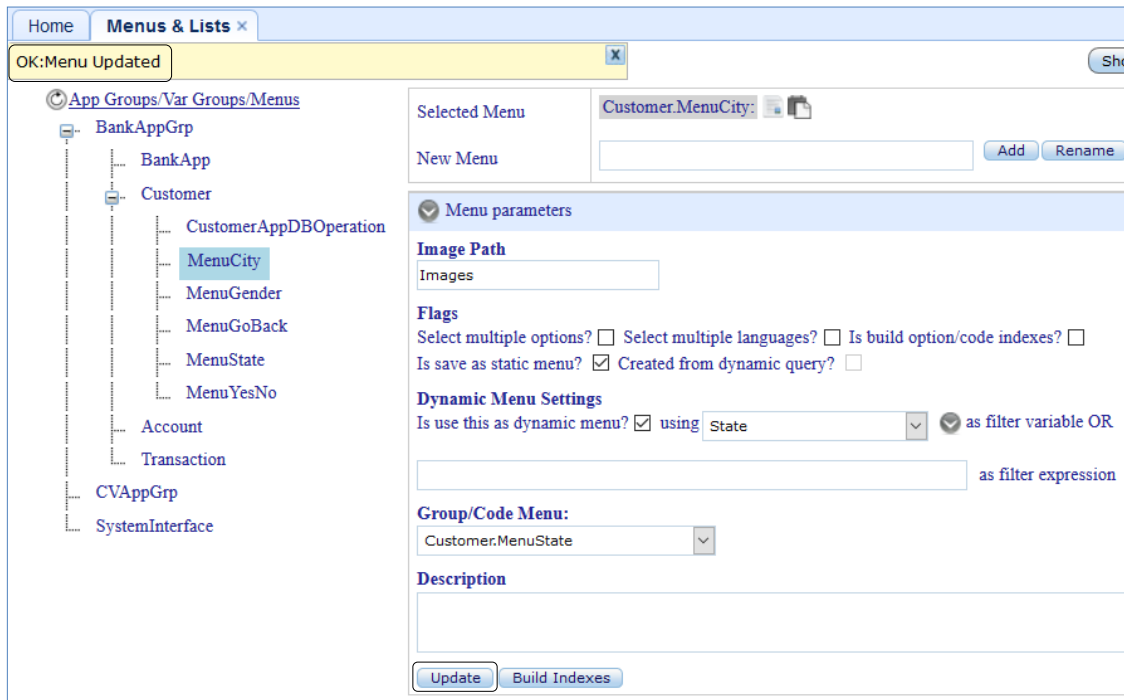 Home Menus & Lists ×
OK:Menu Updated X
App Groups/Var Groups/Menus
BankAppGrp
BankApp
Customer
CustomerAppDBOperation
MenuCity
MenuGender
MenuGoBack
MenuState
MenuYesNo
Account
Transaction
CVAppGrp
SystemInterface
Sho
Selected Menu Customer.MenuCity:
New Menu Add Rename
Menu parameters
Image Path
Images
Flags
Select multiple options? Select multiple languages? Is build option/code indexes?
Is save as static menu? Created from dynamic query?
Dynamic Menu Settings
Is use this as dynamic menu? using State as filter variable OR
as filter expression
Group/Code Menu:
Customer.MenuState
Description
Update Build Indexes